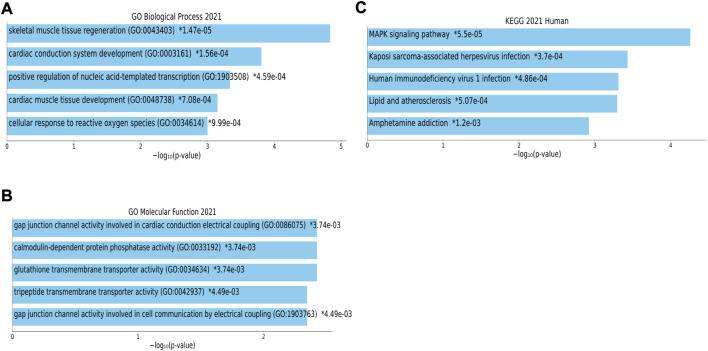 A
GO Biological Process 2021
skeletal muscle tissue regeneration (GO:0043403) *1.47e-05
cardiac conduction system development (GO:0003161) *1.56e-04
positive regulation of nucleic acid-templated transcription (GO:1903508) *4.59e-04
cardiac muscle tissue development (GO:0048738) *7.08e-04
cellular response to reactive oxygen species (GO:0034614) *9.99e-04
0 1 2 3 4 5
−log₁₀(p-value)
B
GO Molecular Function 2021
gap junction channel activity involved in cardiac conduction electrical coupling (GO:0086075) *3.74e-03
calmodulin-dependent protein phosphatase activity (GO:0033192) *3.74e-03
glutathione transmembrane transporter activity (GO:0034634) *3.74e-03
tripeptide transmembrane transporter activity (GO:0042937) *4.49e-03
gap junction channel activity involved in cell communication by electrical coupling (GO:1903763) *4.49e-03
0 1 2
−log₁₀(p-value)
C
KEGG 2021 Human
MAPK signaling pathway *5.5e-05
Kaposi sarcoma-associated herpesvirus infection *3.7e-04
Human immunodeficiency virus 1 infection *4.86e-04
Lipid and atherosclerosis *5.07e-04
Amphetamine addiction *1.2e-03
0 1 2 3 4
−log₁₀(p-value)